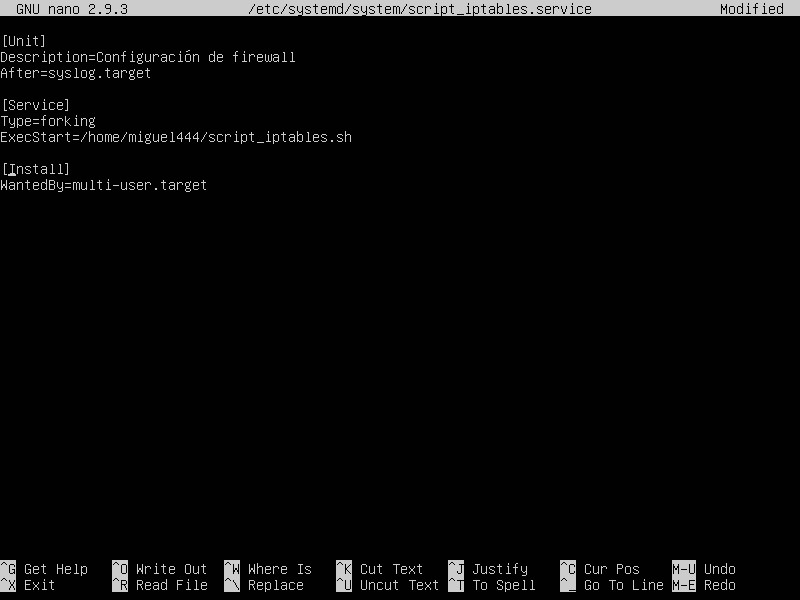 GNU nano 2.9.3 /etc/systemd/system/script_iptables.service Modified
[Unit]
Description=Configuración de firewall
After=syslog.target
[Service]
Type=forking
ExecStart=/home/miguel444/script_iptables.sh
[Install]
WantedBy=multi-user.target
^G Get Help ^O Write Out ^W Where Is ^K Cut Text ^J Justify ^C Cur Pos M-U Undo
^X Exit ^R Read File ^\ Replace ^U Uncut Text ^T To Spell ^_ Go To Line M-E Redo